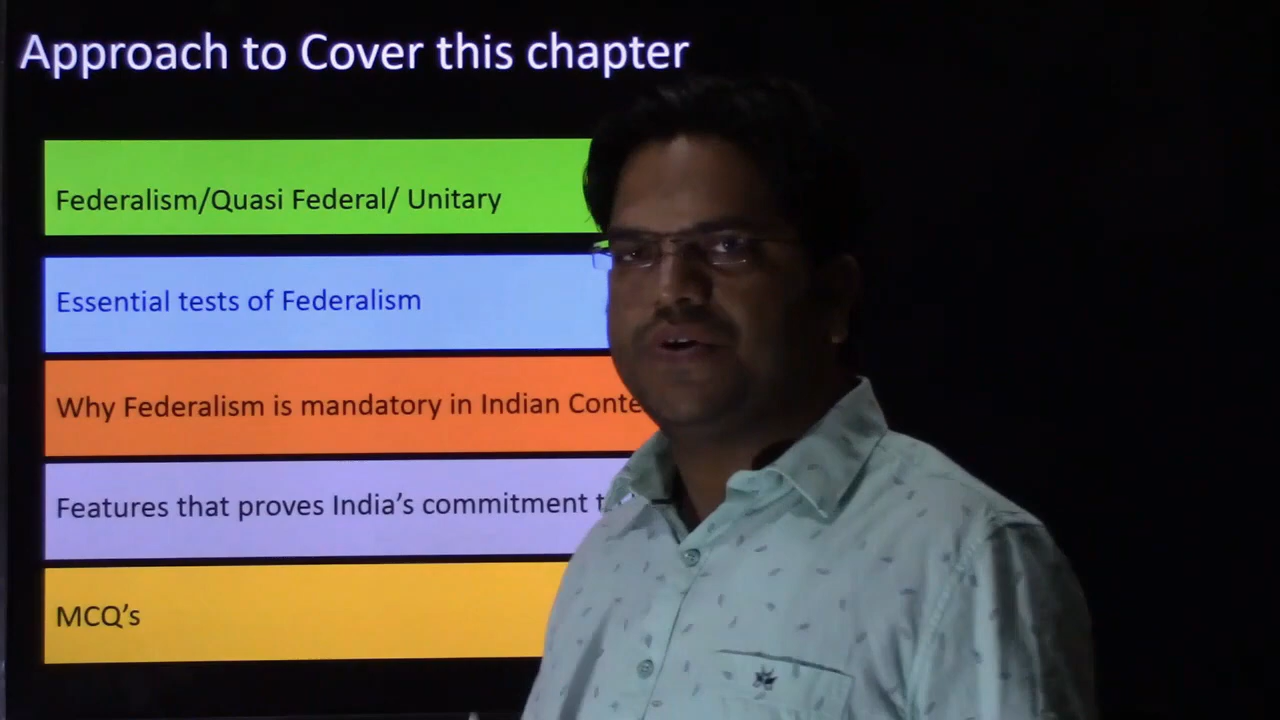 Approach to Cover this chapter
Federalism/Quasi Federal/ Unitary
Essential tests of Federalism
Why Federalism is mandatory in Indian
Features that proves India's commitment
MCQ's